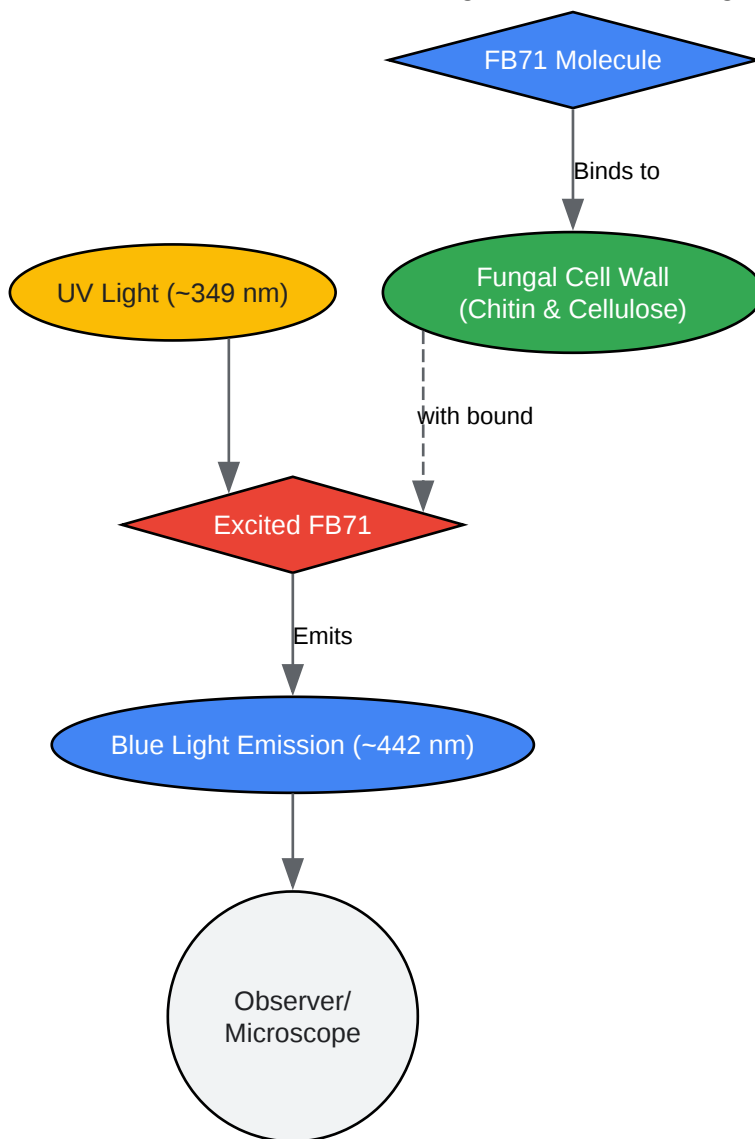 FB71 Molecule
Binds to
UV Light (~349 nm)
Fungal Cell Wall
(Chitin & Cellulose)
with bound
Excited FB71
Emits
Blue Light Emission (~442 nm)
Observer/
Microscope